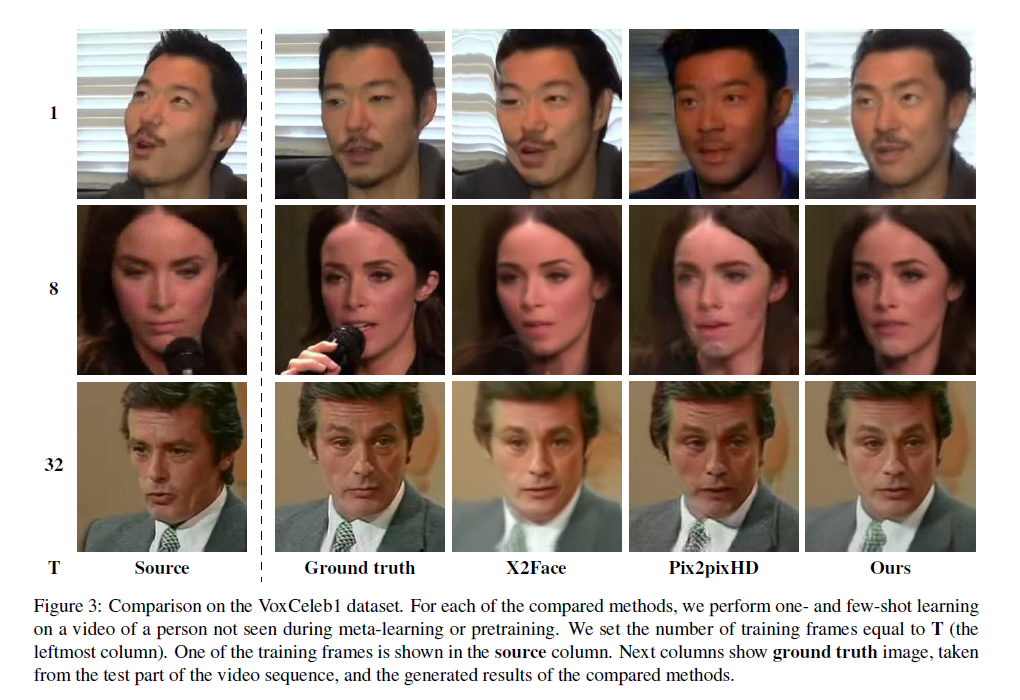 1
8
32
T Source Ground truth X2Face Pix2pixHD Ours
Figure 3: Comparison on the VoxCeleb1 dataset. For each of the compared methods, we perform one- and few-shot learning
on a video of a person not seen during meta-learning or pretraining. We set the number of training frames equal to T (the
leftmost column). One of the training frames is shown in the source column. Next columns show ground truth image, taken
from the test part of the video sequence, and the generated results of the compared methods.